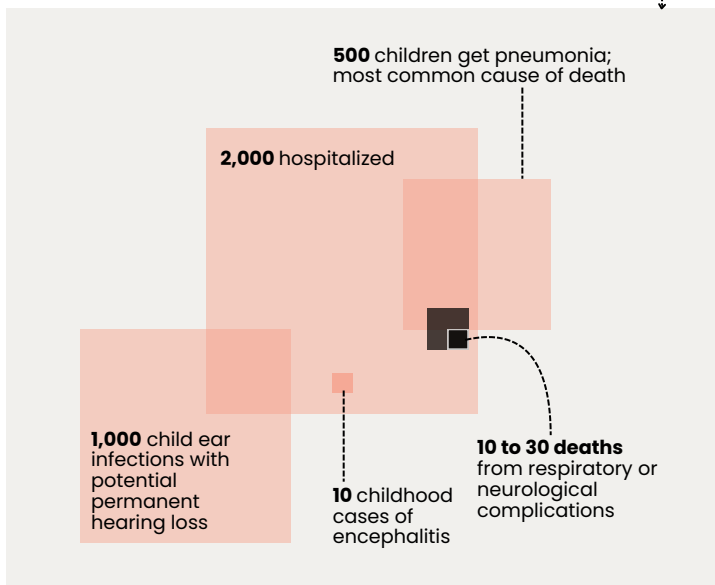 500 children get pneumonia;
most common cause of death
2,000 hospitalized
1,000 child ear
infections with
potential
permanent
hearing loss
10 childhood
cases of
encephalitis
10 to 30 deaths
from respiratory or
neurological
complications